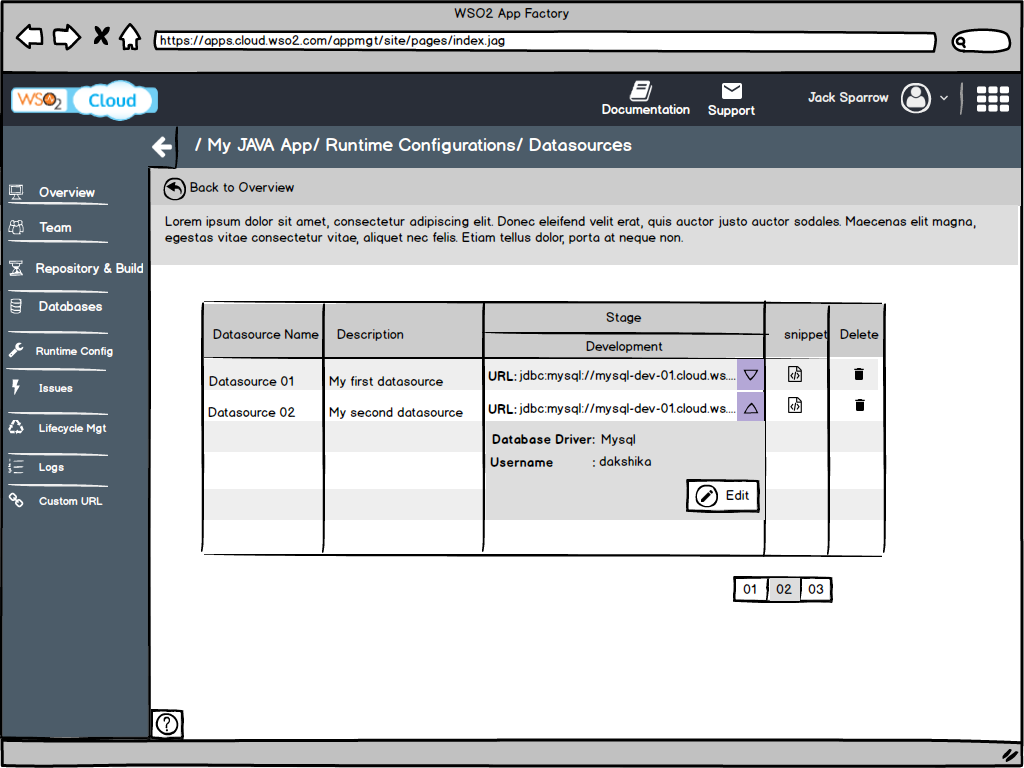 WSO2 App Factory
https://apps.cloud.wso2.com/appmgt/site/pages/index.jag
WSO2 Cloud
Documentation
Support
Jack Sparrow
/ My JAVA App/ Runtime Configurations/ Datasources
Back to Overview
Lorem ipsum dolor sit amet, consectetur adipiscing elit. Donec eleifend velit erat, quis auctor justo auctor sodales. Maecenas elit magna,
egestas vitae consectetur vitae, aliquet nec felis. Etiam tellus dolor, porta at neque non.
Overview
Team
Repository & Build
Databases
Runtime Config
Issues
Lifecycle Mgt
Logs
Custom URL
Datasource Name Description Stage snippet Delete
Development
Datasource 01 My first datasource URL: jdbc:mysql://mysql-dev-01.cloud.ws....
Datasource 02 My second datasource URL: jdbc:mysql://mysql-dev-01.cloud.ws....
Database Driver: Mysql
Username : dakshika
Edit
01 02 03
?